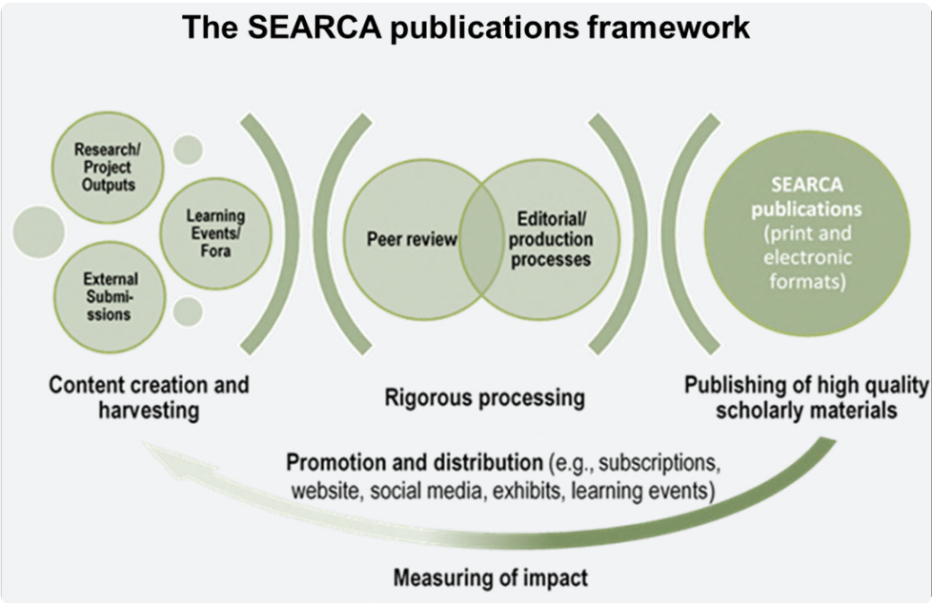 The SEARCA publications framework
Research/
Project
Outputs
Learning
Events/
Fora
External
Submi-
ssions
Peer review
Editorial/
production
processes
SEARCA
publications
(print and
electronic
formats)
Content creation and
harvesting
Rigorous processing
Publishing of high quality
scholarly materials
Promotion and distribution (e.g., subscriptions,
website, social media, exhibits, learning events)
Measuring of impact